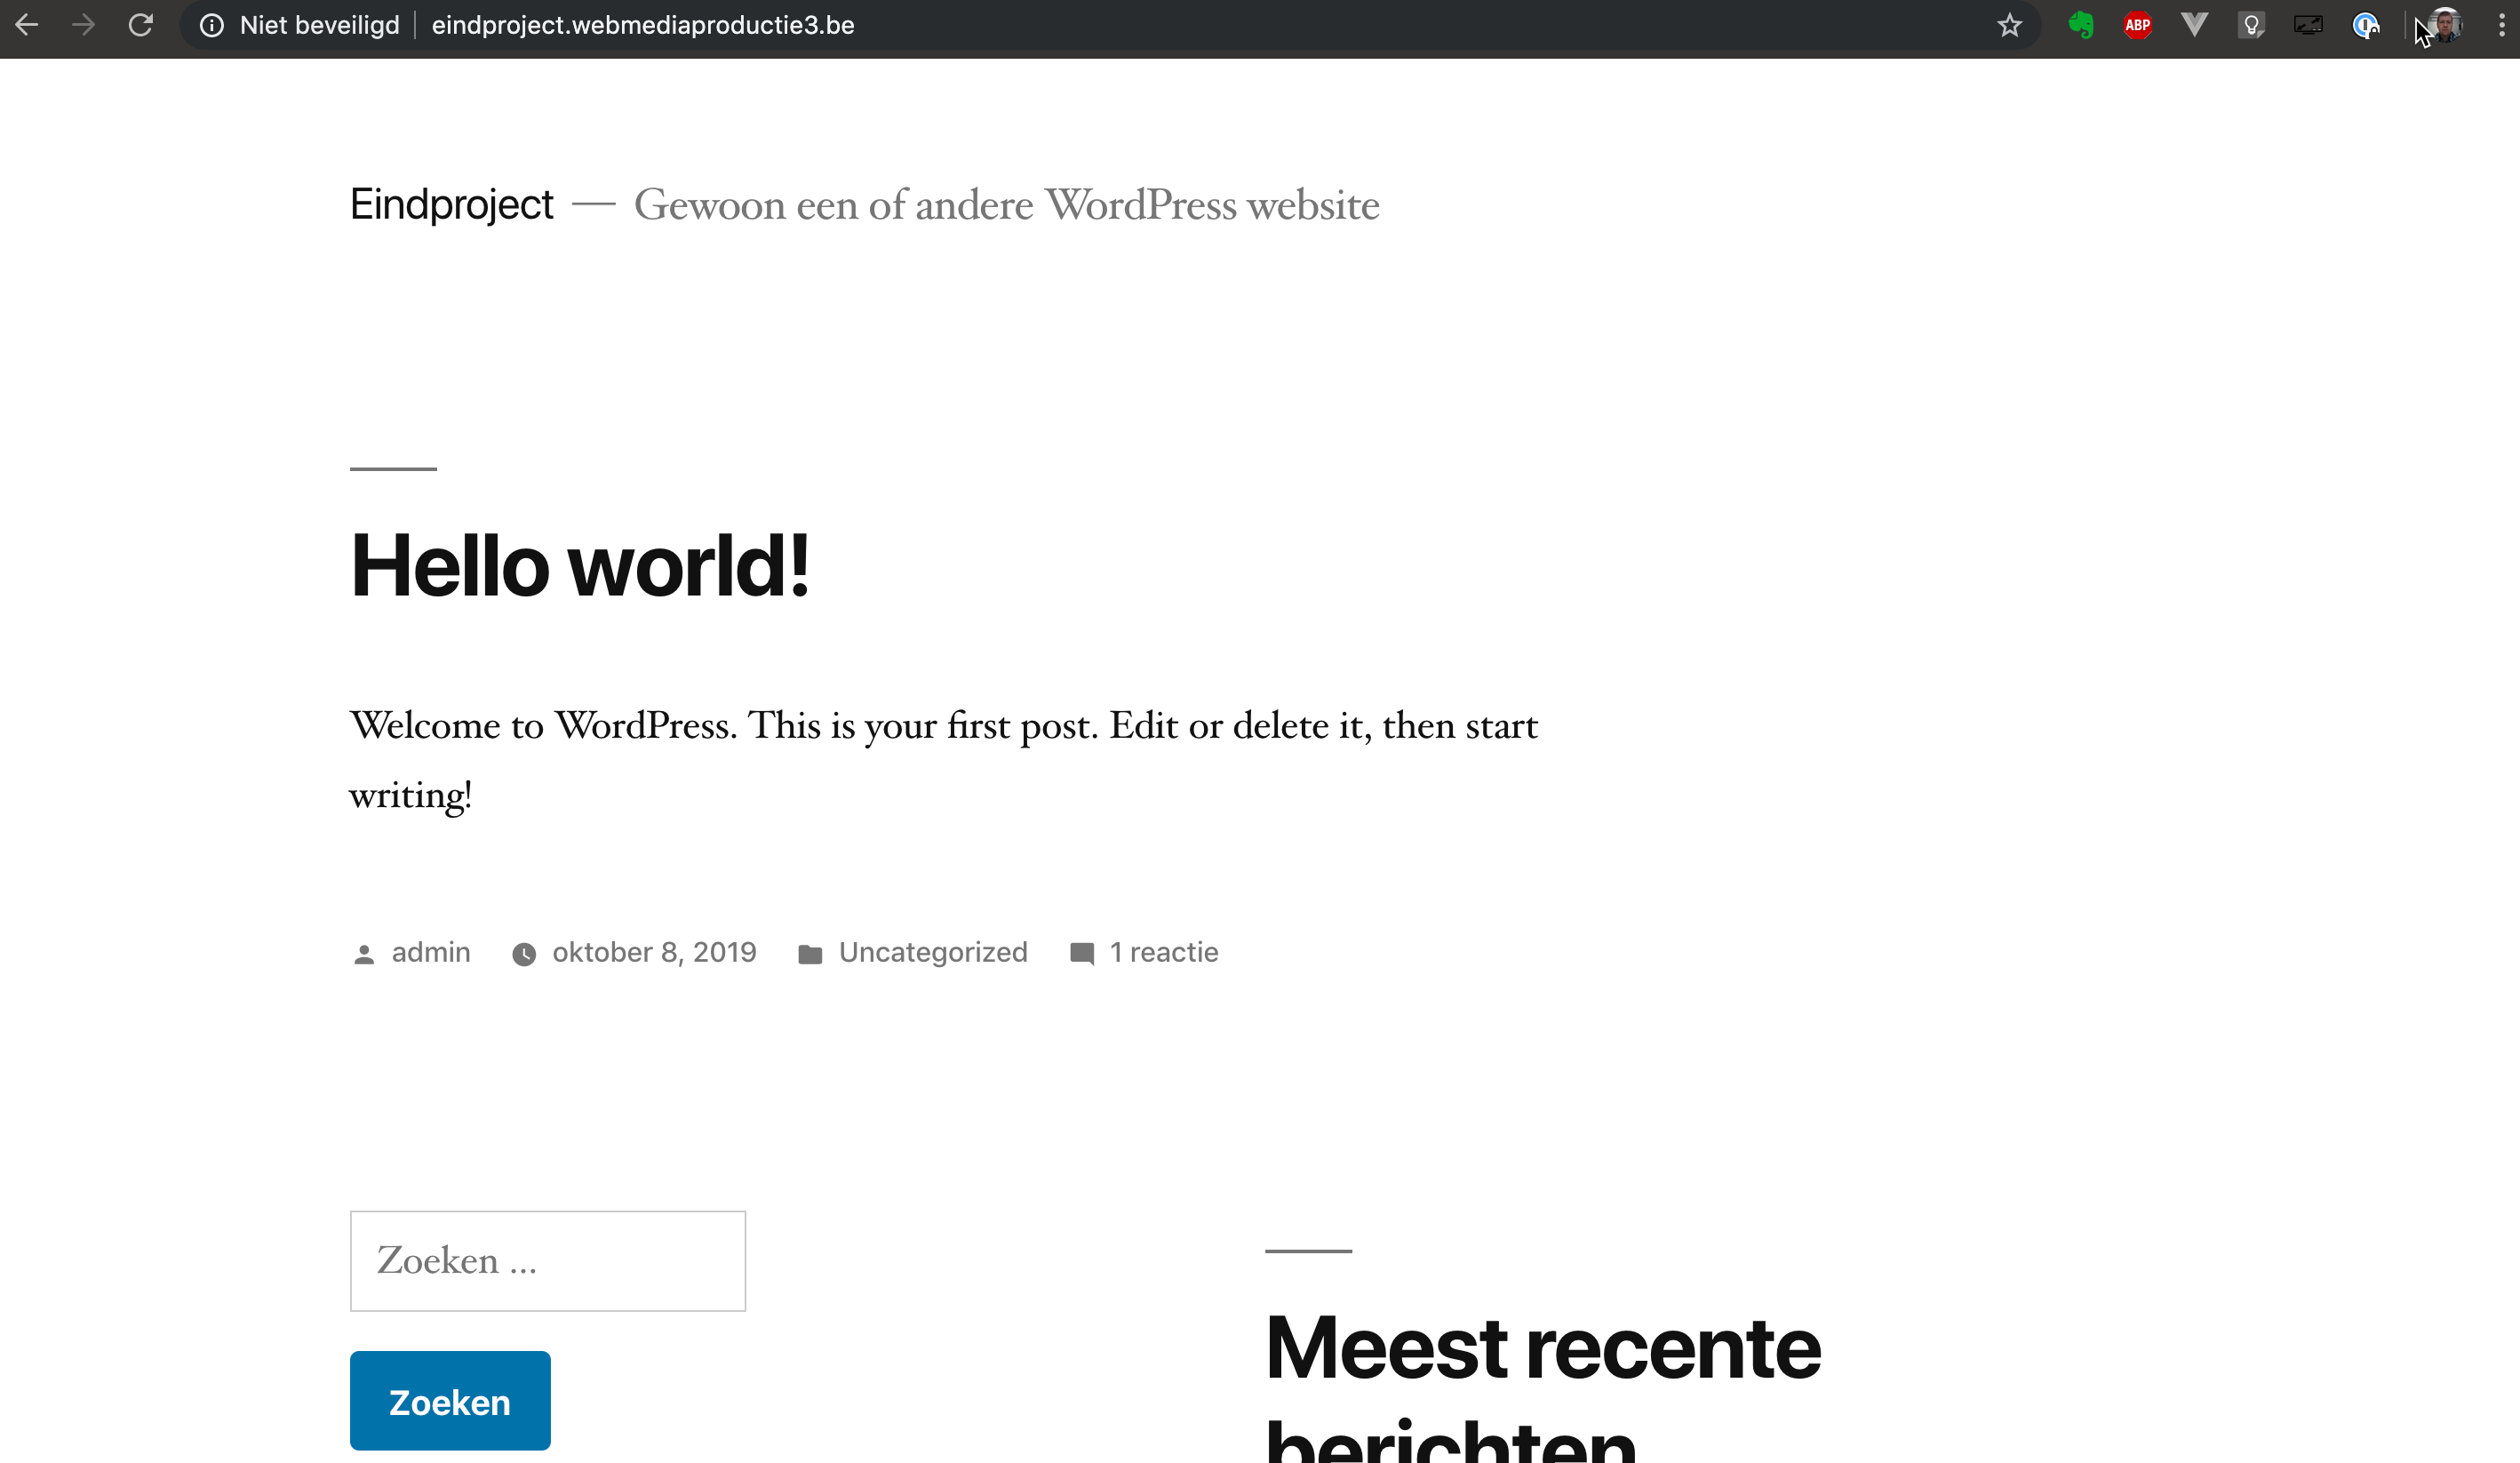 Niet beveiligd eindproject.webmediaproductie3.be
ABP
Eindproject — Gewoon een of andere WordPress website
Hello world!
Welcome to WordPress. This is your first post. Edit or delete it, then start
writing!
admin oktober 8, 2019 Uncategorized 1 reactie
Zoeken ...
Zoeken
Meest recente
berichten